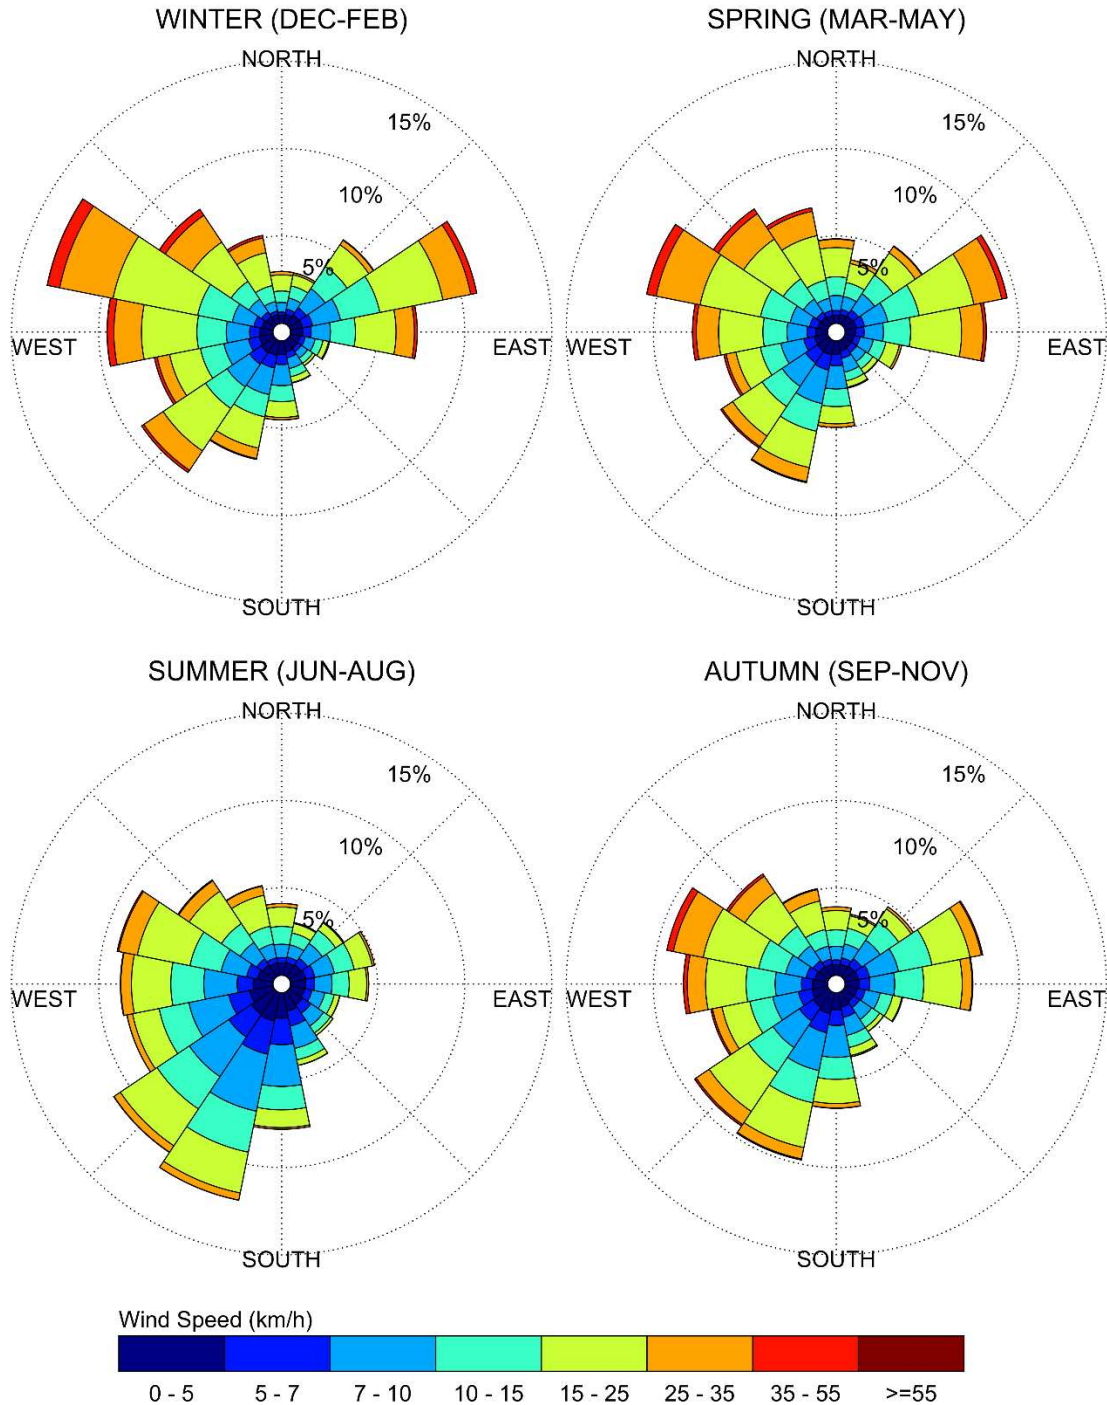 WINTER (DEC-FEB)
SPRING (MAR-MAY)
NORTH
NORTH
15%
15%
10%
10%
5%
5%
WEST
EAST
WEST
EAST
SOUTH
SOUTH
SUMMER (JUN-AUG)
AUTUMN (SEP-NOV)
NORTH
NORTH
15%
15%
10%
10%
5%
5%
WEST
EAST
WEST
EAST
SOUTH
SOUTH
Wind Speed (km/h)
0 - 5 5 - 7 7 - 10 10 - 15 15 - 25 25 - 35 35 - 55 >=55